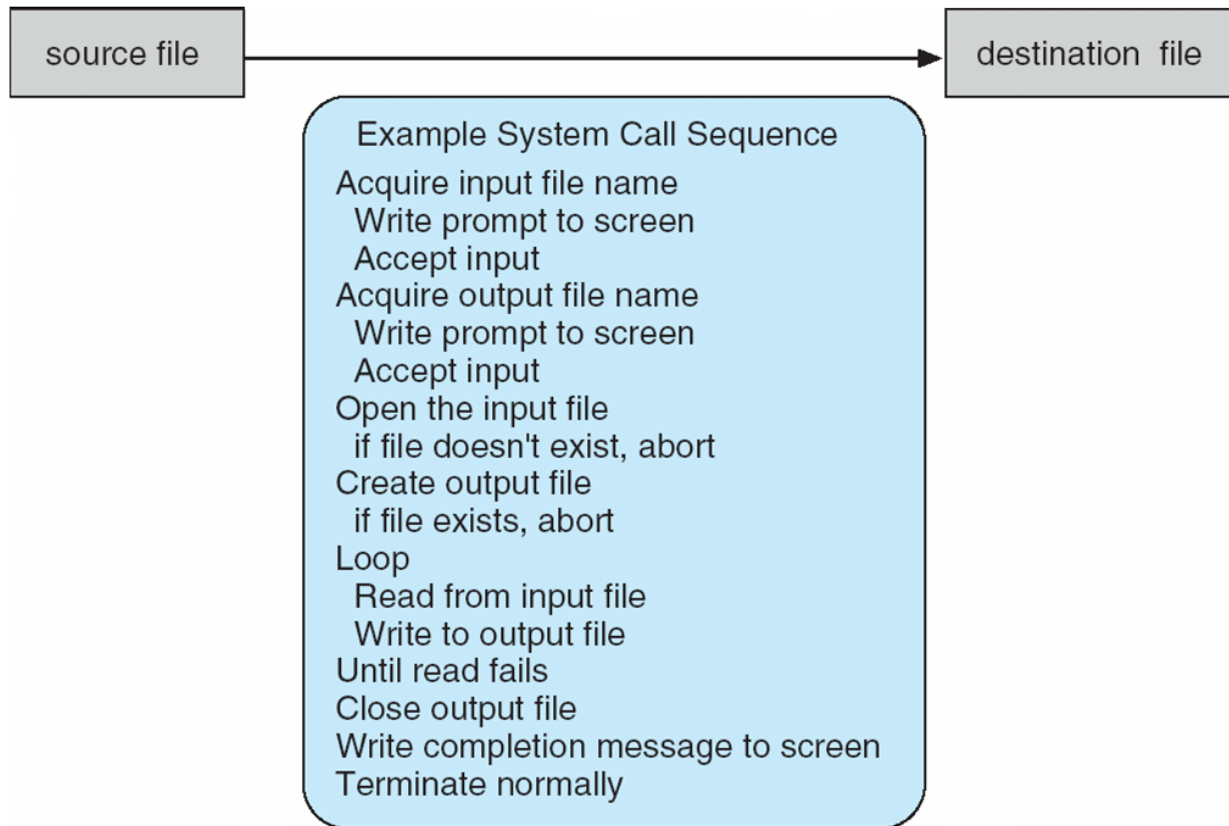 source file
destination file
Example System Call Sequence
Acquire input file name
Write prompt to screen
Accept input
Acquire output file name
Write prompt to screen
Accept input
Open the input file
if file doesn't exist, abort
Create output file
if file exists, abort
Loop
Read from input file
Write to output file
Until read fails
Close output file
Write completion message to screen
Terminate normally